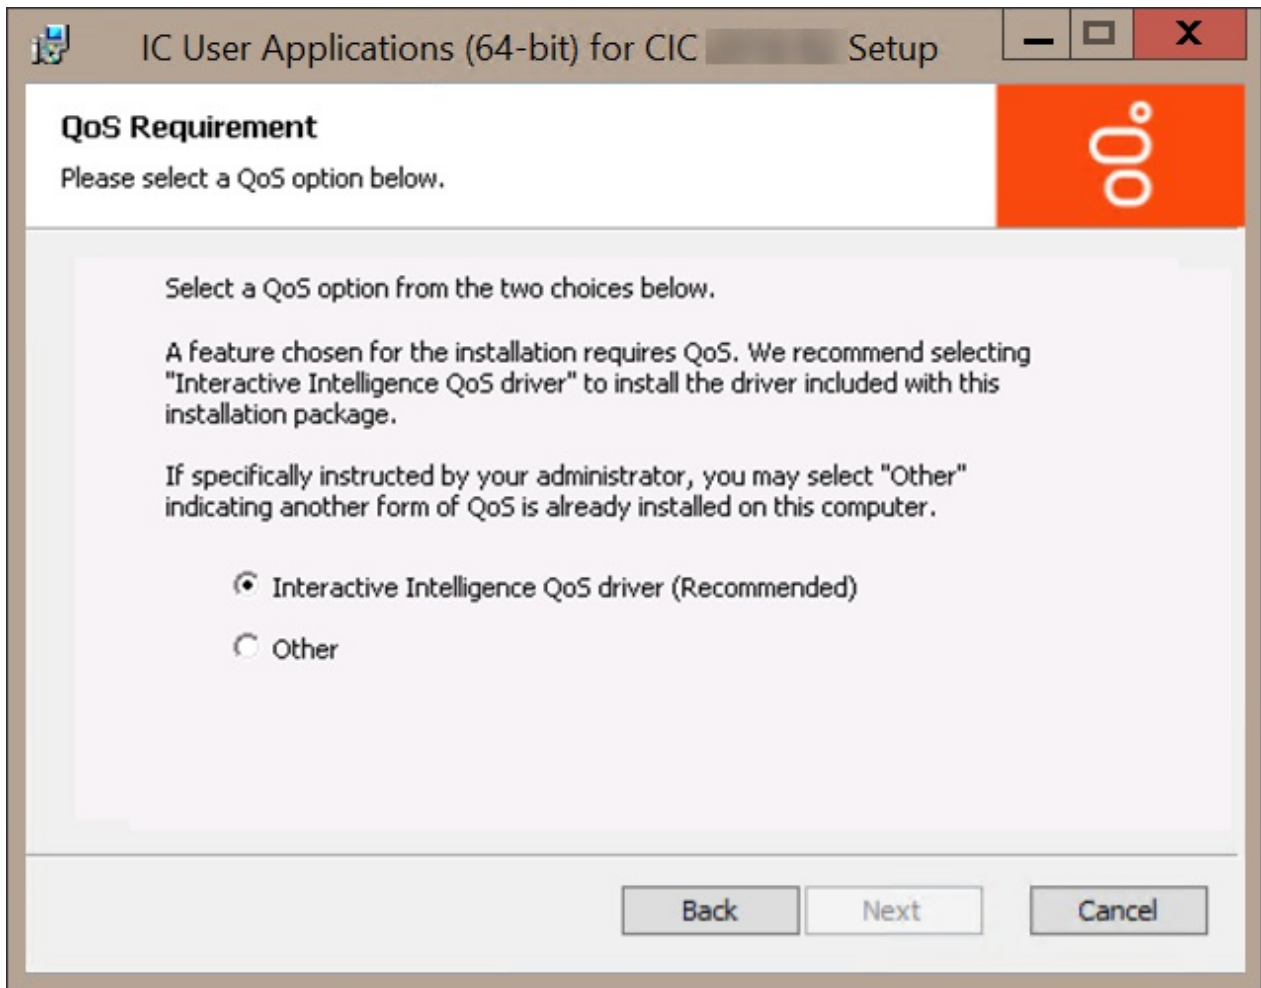 IC User Applications (64-bit) for CIC Setup
QoS Requirement
Please select a QoS option below.
Select a QoS option from the two choices below.
A feature chosen for the installation requires QoS. We recommend selecting
"Interactive Intelligence QoS driver" to install the driver included with this
installation package.
If specifically instructed by your administrator, you may select "Other"
indicating another form of QoS is already installed on this computer.
Interactive Intelligence QoS driver (Recommended)
Other
Back
Next
Cancel